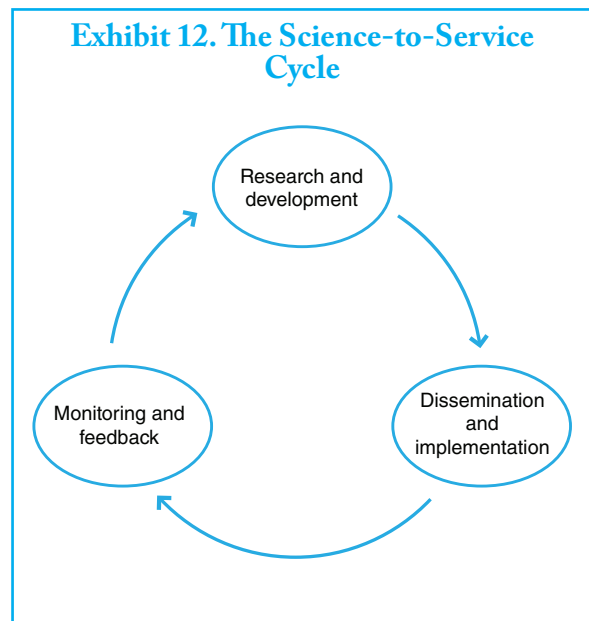 Exhibit 12. The Science-to-Service
Cycle
Research and
development
Dissemination
and
implementation
Monitoring and
feedback